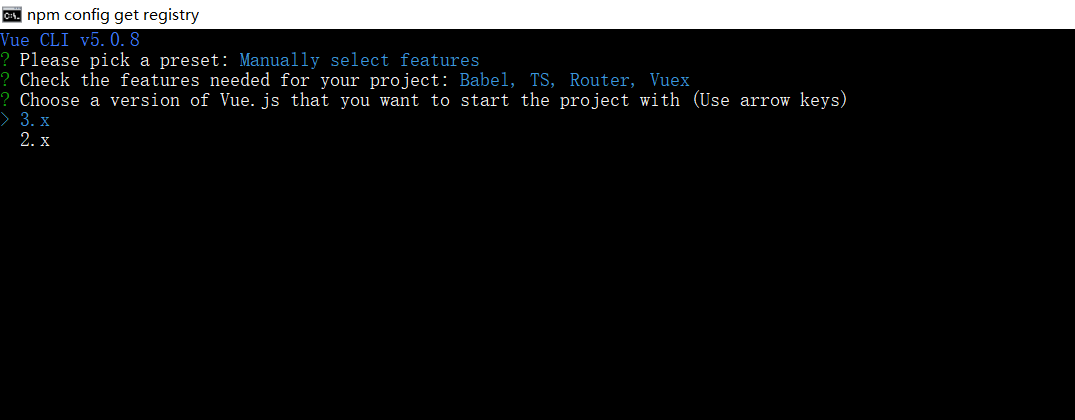 npm config get registry
Vue CLI v5.0.8
? Please pick a preset: Manually select features
? Check the features needed for your project: Babel, TS, Router, Vuex
? Choose a version of Vue.js that you want to start the project with (Use arrow keys)
> 3.x
2.x